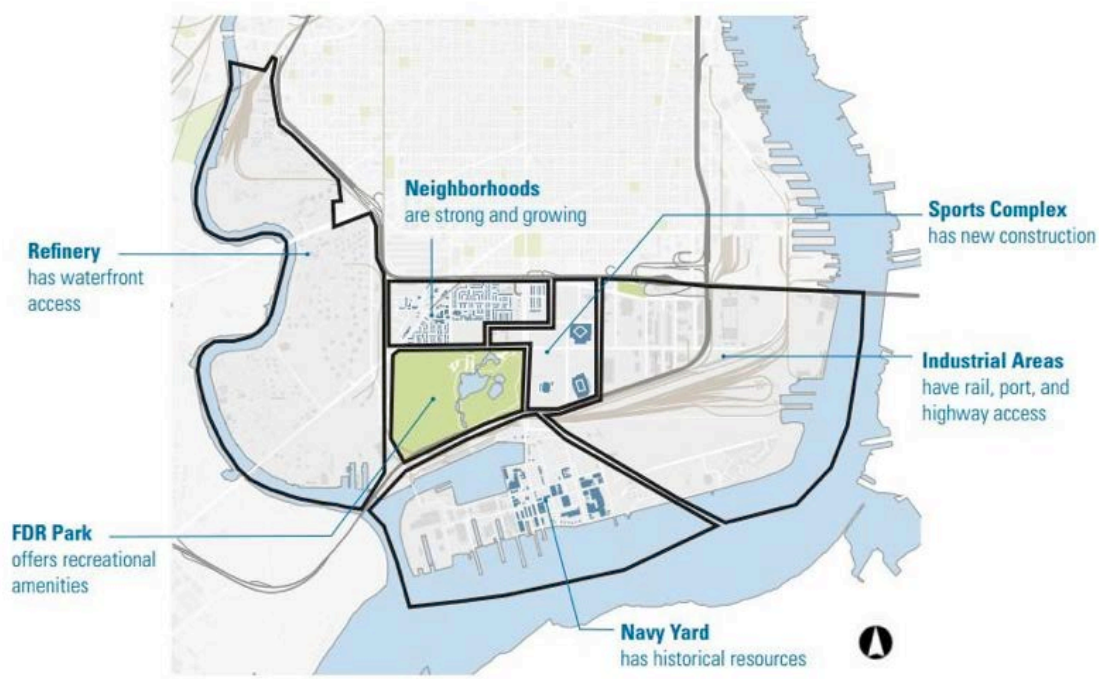 Neighborhoods
are strong and growing
Sports Complex
has new construction
Refinery
has waterfront
access
Industrial Areas
have rail, port, and
highway access
FDR Park
offers recreational
amenities
Navy Yard
has historical resources